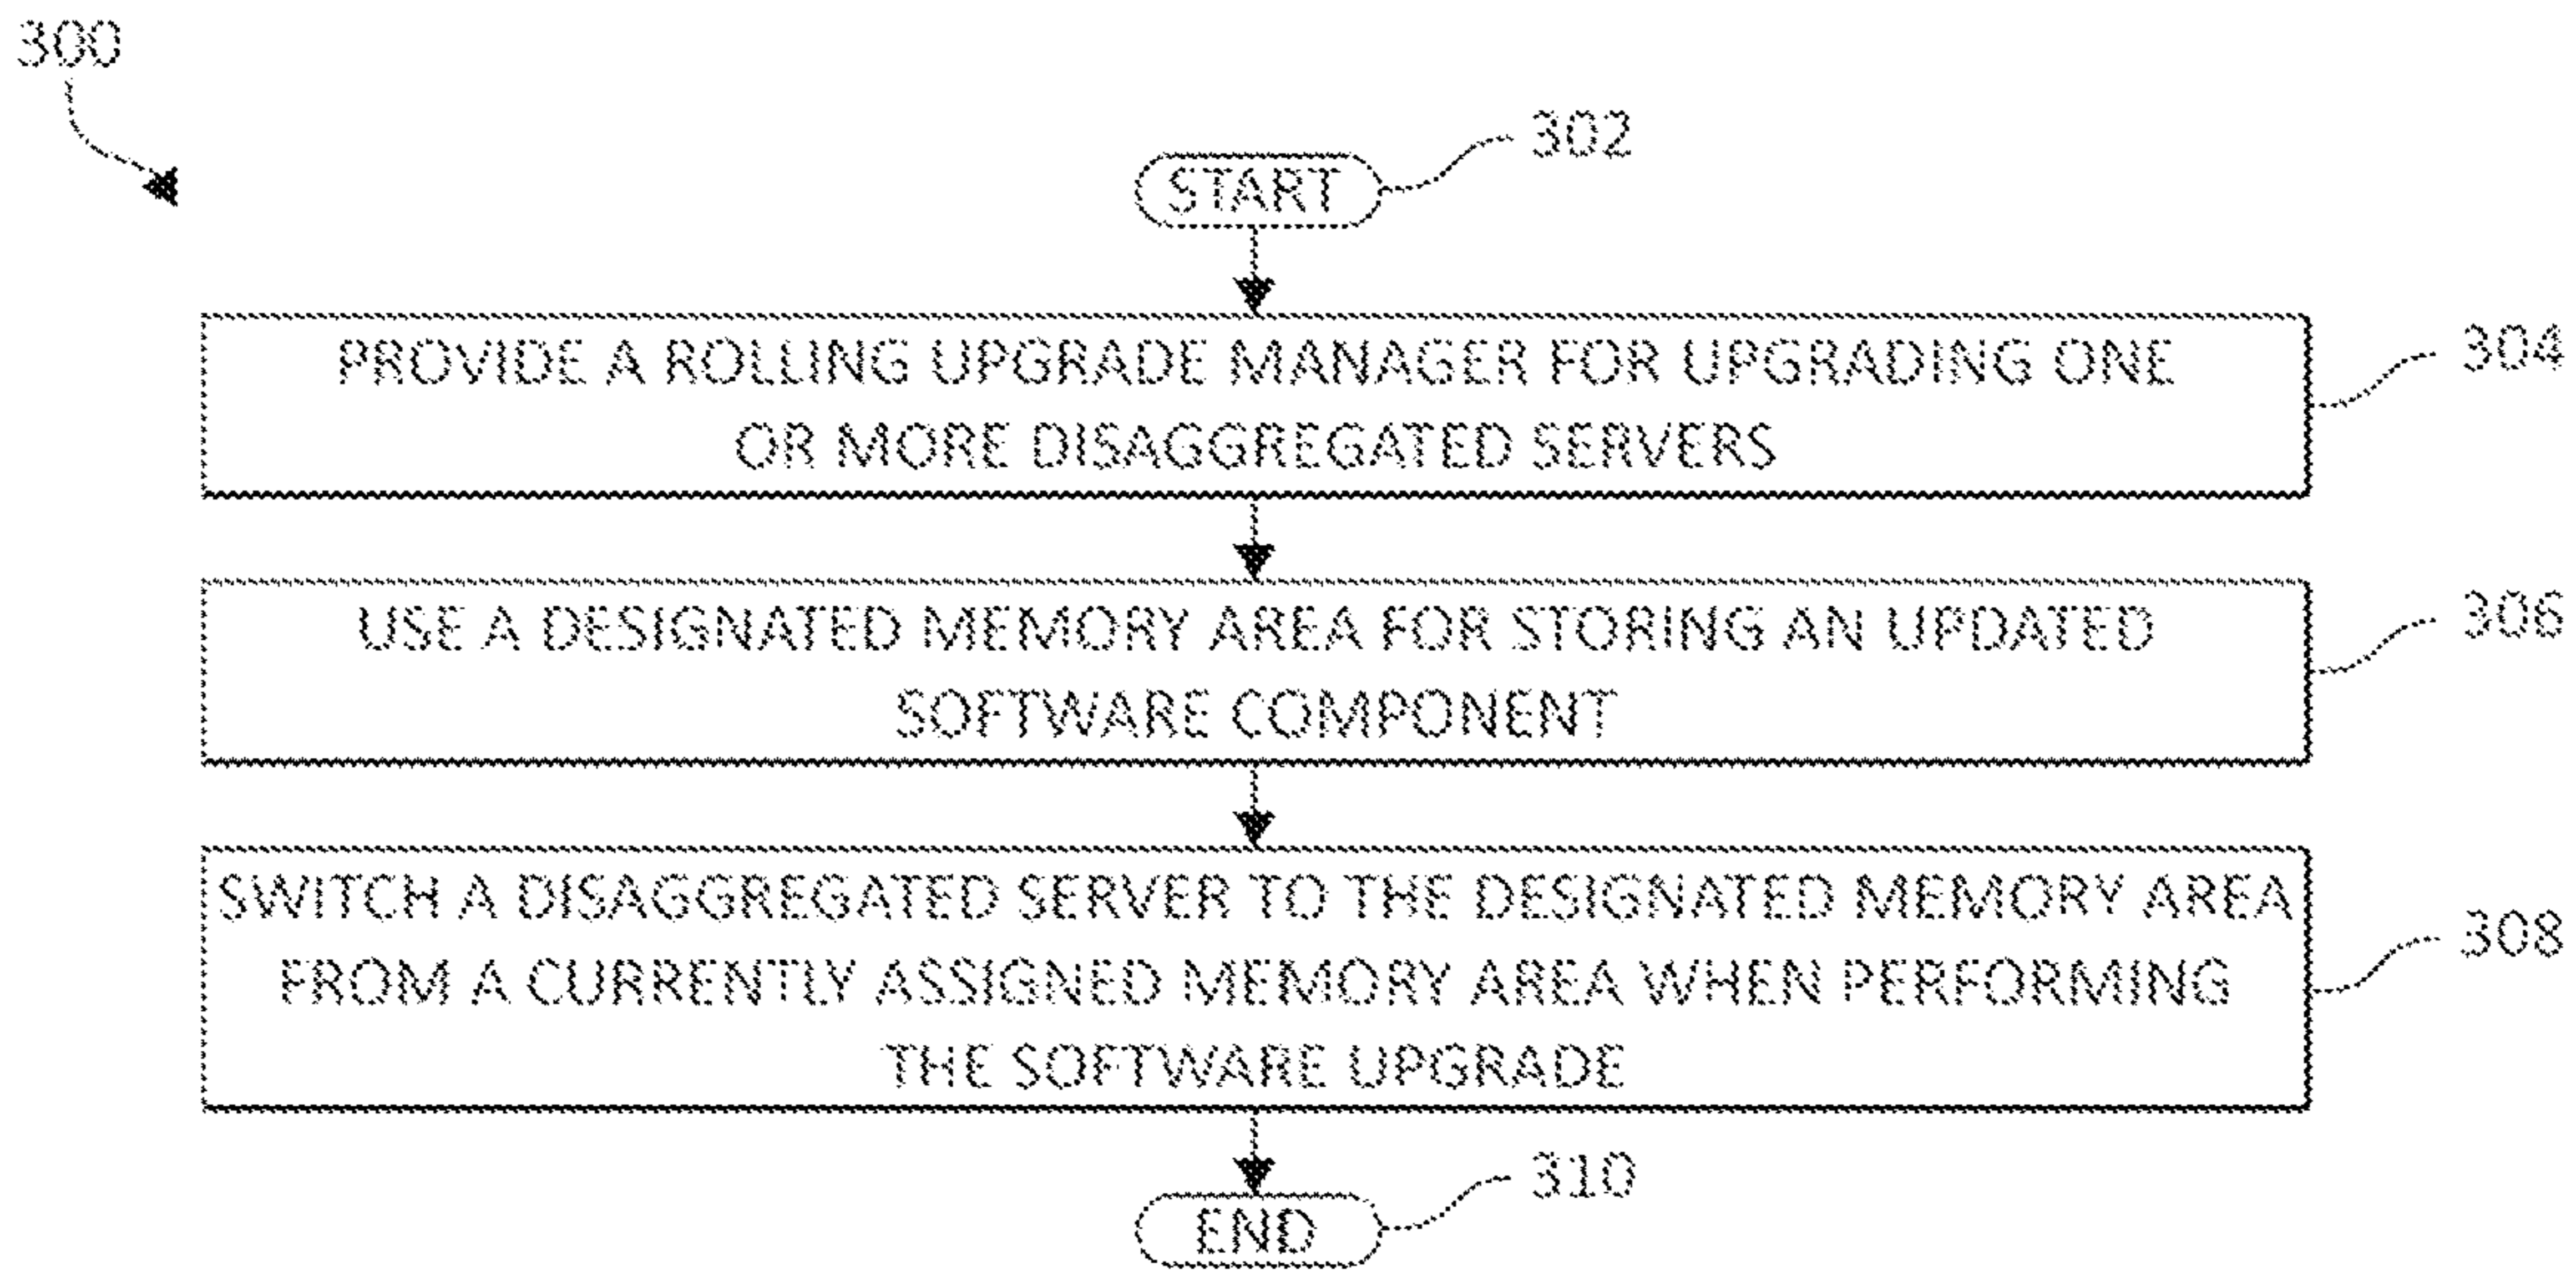 300
302
START
PROVIDE A ROLLING UPGRADE MANAGER FOR UPGRADING ONE
OR MORE DISAGGREGATED SERVERS
304
USE A DESIGNATED MEMORY AREA FOR STORING AN UPDATED
SOFTWARE COMPONENT
306
SWITCH A DISAGGREGATED SERVER TO THE DESIGNATED MEMORY AREA
FROM A CURRENTLY ASSIGNED MEMORY AREA WHEN PERFORMING
THE SOFTWARE UPGRADE
308
310
END